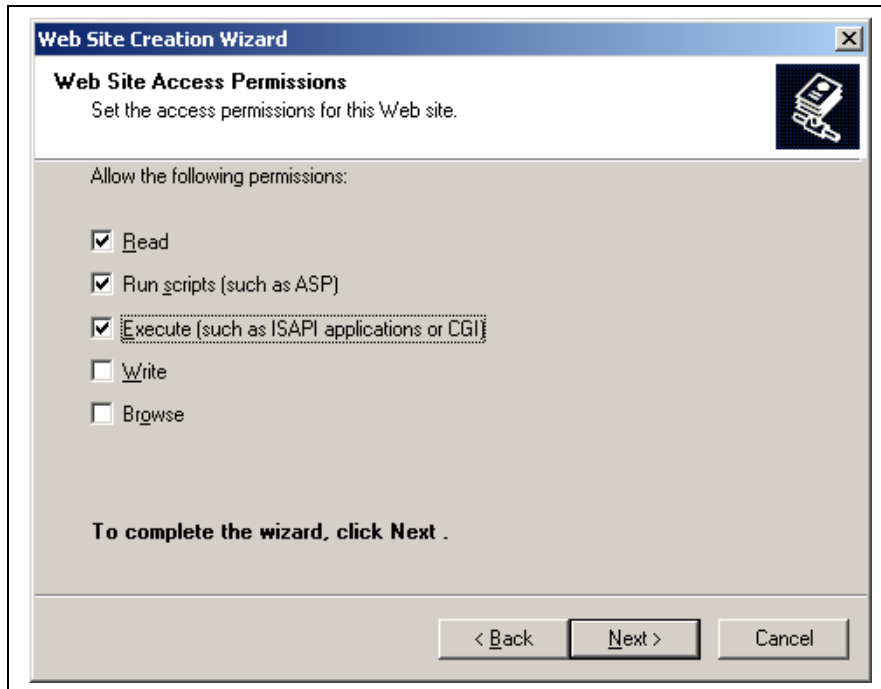 Web Site Creation Wizard
Web Site Access Permissions
Set the access permissions for this Web site.
Allow the following permissions:
Read
Run scripts (such as ASP)
Execute (such as ISAPI applications or CGI)
Write
Browse
To complete the wizard, click Next .
< Back
Next >
Cancel